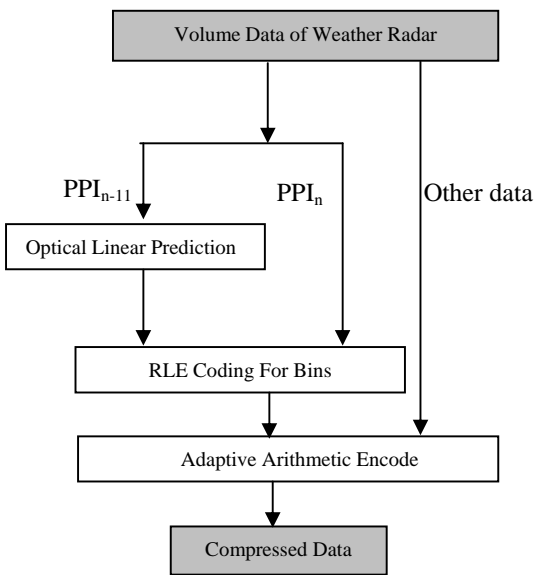 Volume Data of Weather Radar
PPIn-11
PPIn
Other data
Optical Linear Prediction
RLE Coding For Bins
Adaptive Arithmetic Encode
Compressed Data